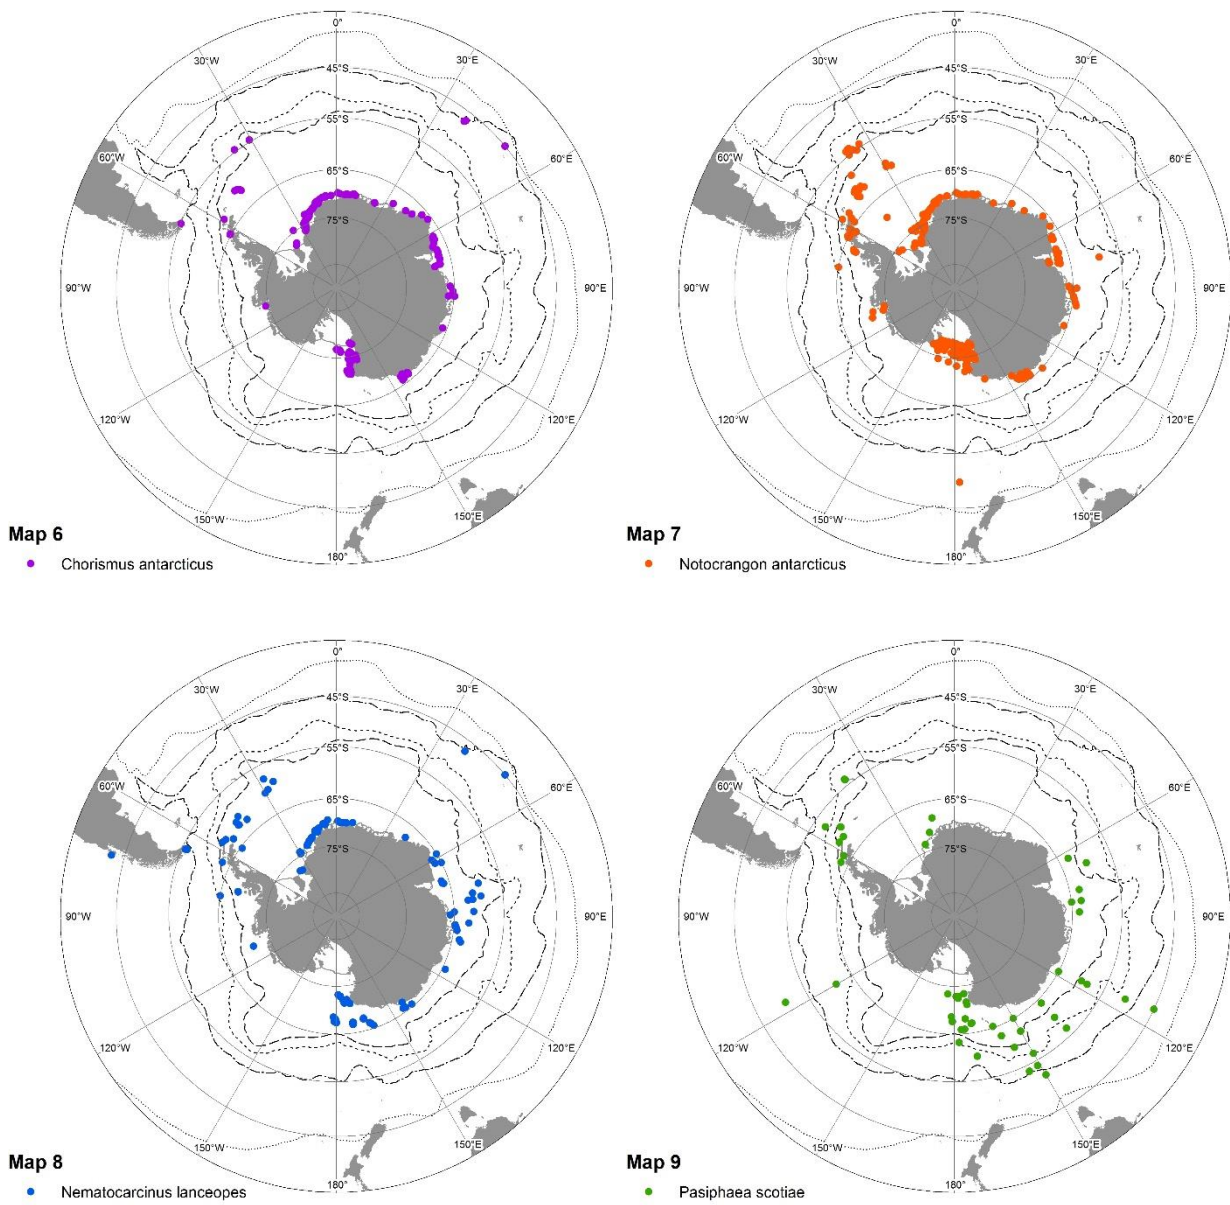 0°
30°W
30°E
45°S
55°S
60°W
60°E
65°S
75°S
90°W
90°E
120°W
120°E
150°W
150°E
180°
Map 6
Chorismus antarcticus
0°
30°W
30°E
45°S
55°S
60°W
60°E
65°S
75°S
90°W
90°E
120°W
120°E
150°W
150°E
180°
Map 7
Notocrangon antarcticus
0°
30°W
30°E
45°S
55°S
60°W
60°E
65°S
75°S
90°W
90°E
120°W
120°E
150°W
150°E
180°
Map 8
Nematocarcinus lanceopes
0°
30°W
30°E
45°S
55°S
60°W
60°E
65°S
75°S
90°W
90°E
120°W
120°E
150°W
150°E
180°
Map 9
Pasiphaea scotiae